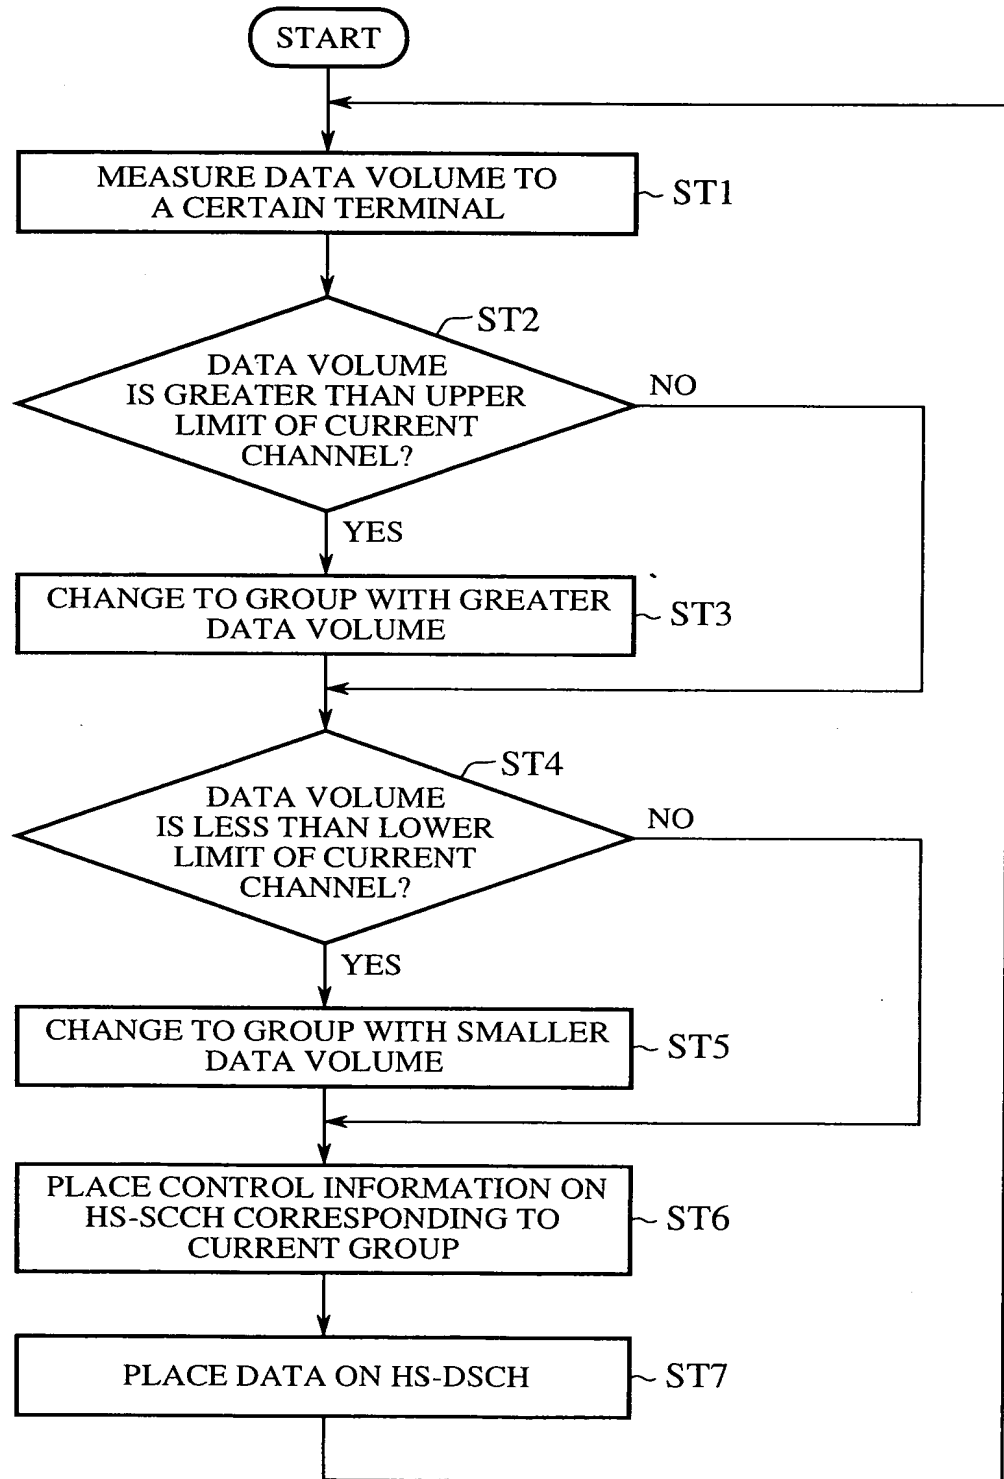 START
MEASURE DATA VOLUME TO
A CERTAIN TERMINAL
ST1
ST2
DATA VOLUME
IS GREATER THAN UPPER
LIMIT OF CURRENT
CHANNEL?
NO
YES
CHANGE TO GROUP WITH GREATER
DATA VOLUME
ST3
ST4
DATA VOLUME
IS LESS THAN LOWER
LIMIT OF CURRENT
CHANNEL?
NO
YES
CHANGE TO GROUP WITH SMALLER
DATA VOLUME
ST5
PLACE CONTROL INFORMATION ON
HS-SCCH CORRESPONDING TO
CURRENT GROUP
ST6
PLACE DATA ON HS-DSCH
ST7